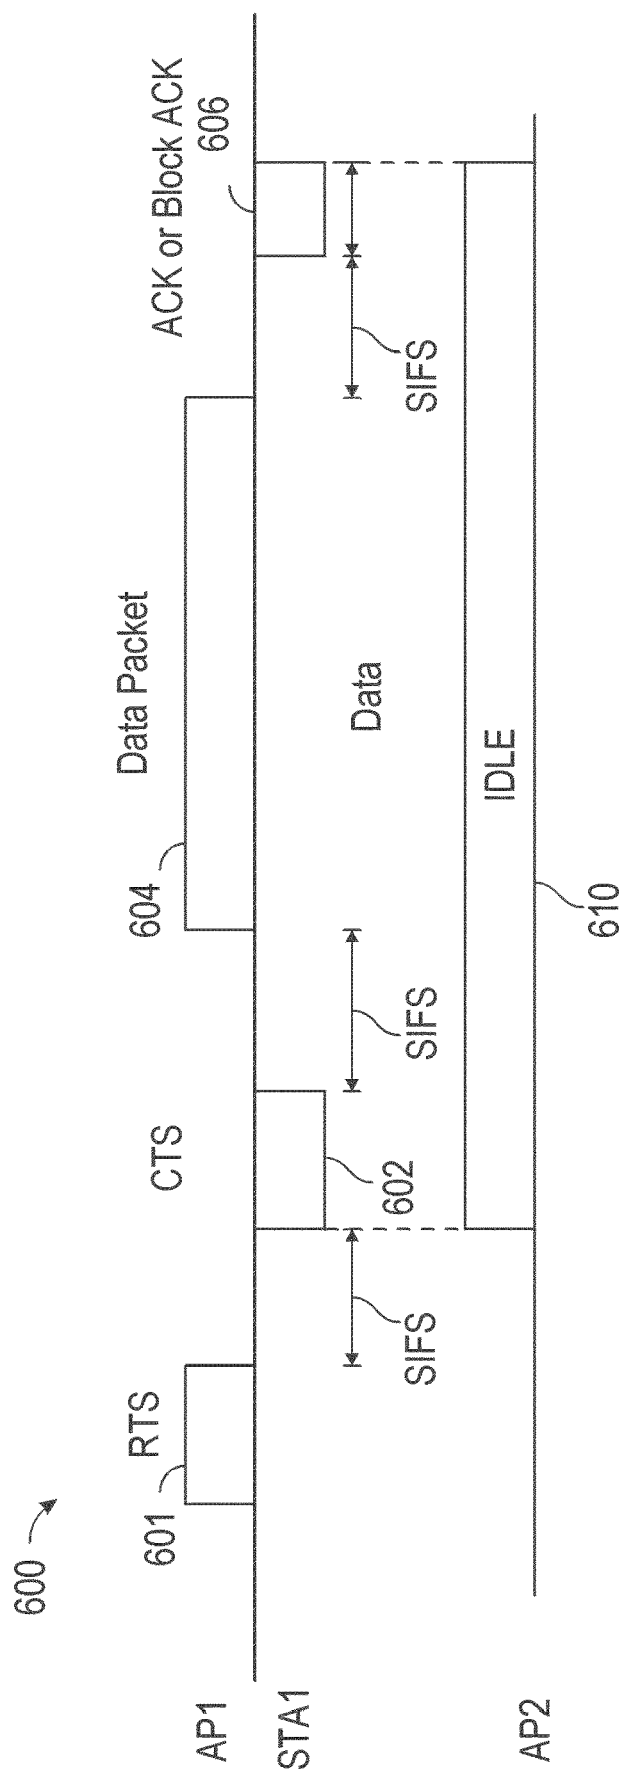 600
601
RTS
CTS
604
Data Packet
ACK or Block ACK
606
AP1
STA1
SIFS
602
SIFS
Data
SIFS
IDLE
AP2
610